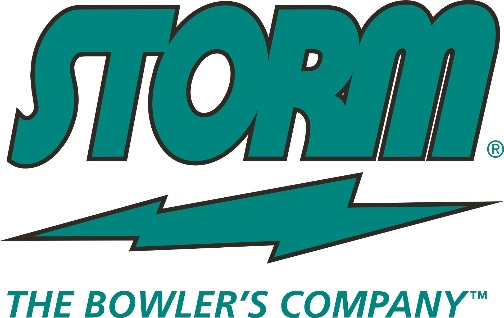 STORM®
THE BOWLER'S COMPANY™